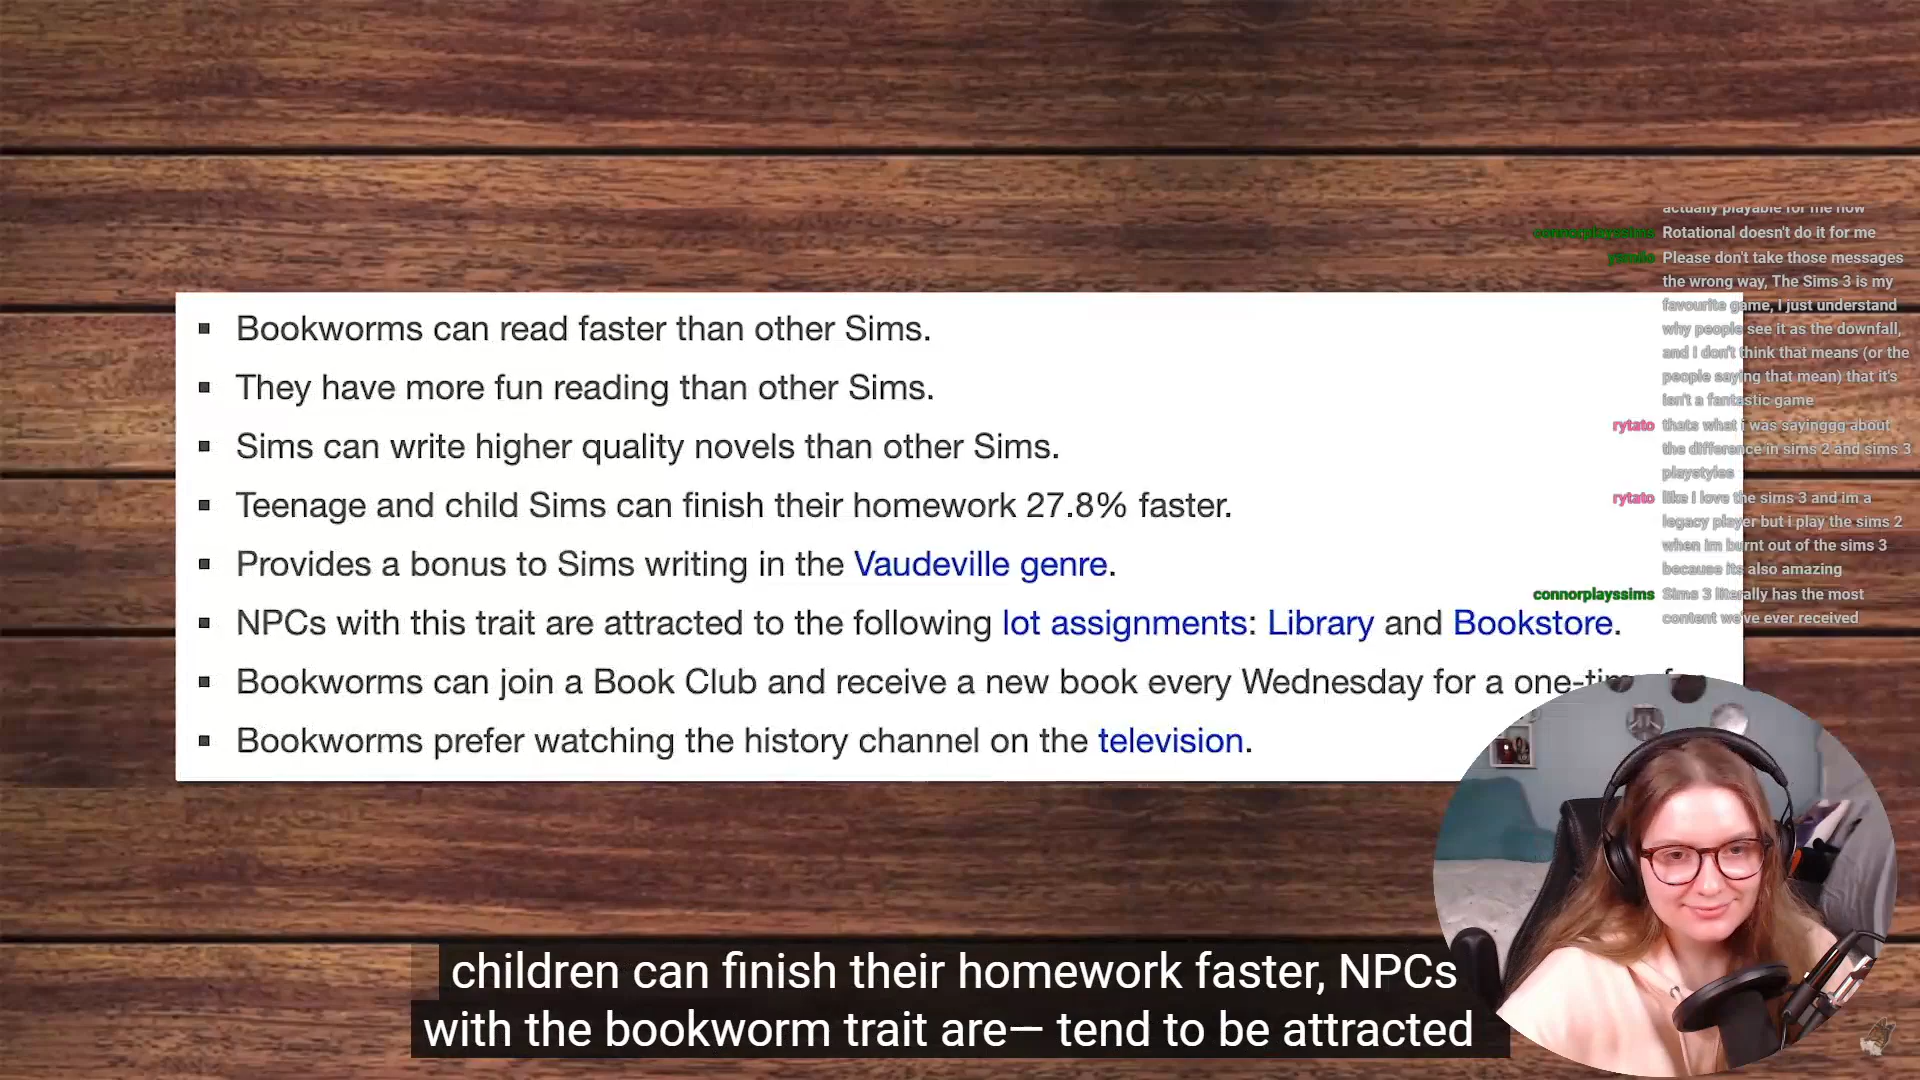 Bookworms can read faster than other Sims.
They have more fun reading than other Sims.
Sims can write higher quality novels than other Sims.
Teenage and child Sims can finish their homework 27.8% faster.
Provides a bonus to Sims writing in the Vaudeville genre.
NPCs with this trait are attracted to the following lot assignments: Library and Bookstore.
Bookworms can join a Book Club and receive a new book every Wednesday for a
Bookworms prefer watching the history channel on the television.
actually playable for me now
connorplayssims Rotational doesn't do it for me
Please don't take those messages
the wrong way, The Sims 3 is my
favourite game, I just understand
why people see it as the downfall,
and I don't think that means (or the
people saying that mean) that it's
isn't a fantastic game
rytato thats what i was sayinggg about
the difference in sims 2 and sims 3
playstyles
rytato like I love the sims 3 and im a
legacy player but i play the sims 2
when im burnt out of the sims 3
because its also amazing
connorplayssims Sims 3 literally has the most
content we've ever received
children can finish their homework faster, NPCs
with the bookworm trait are— tend to be attracted